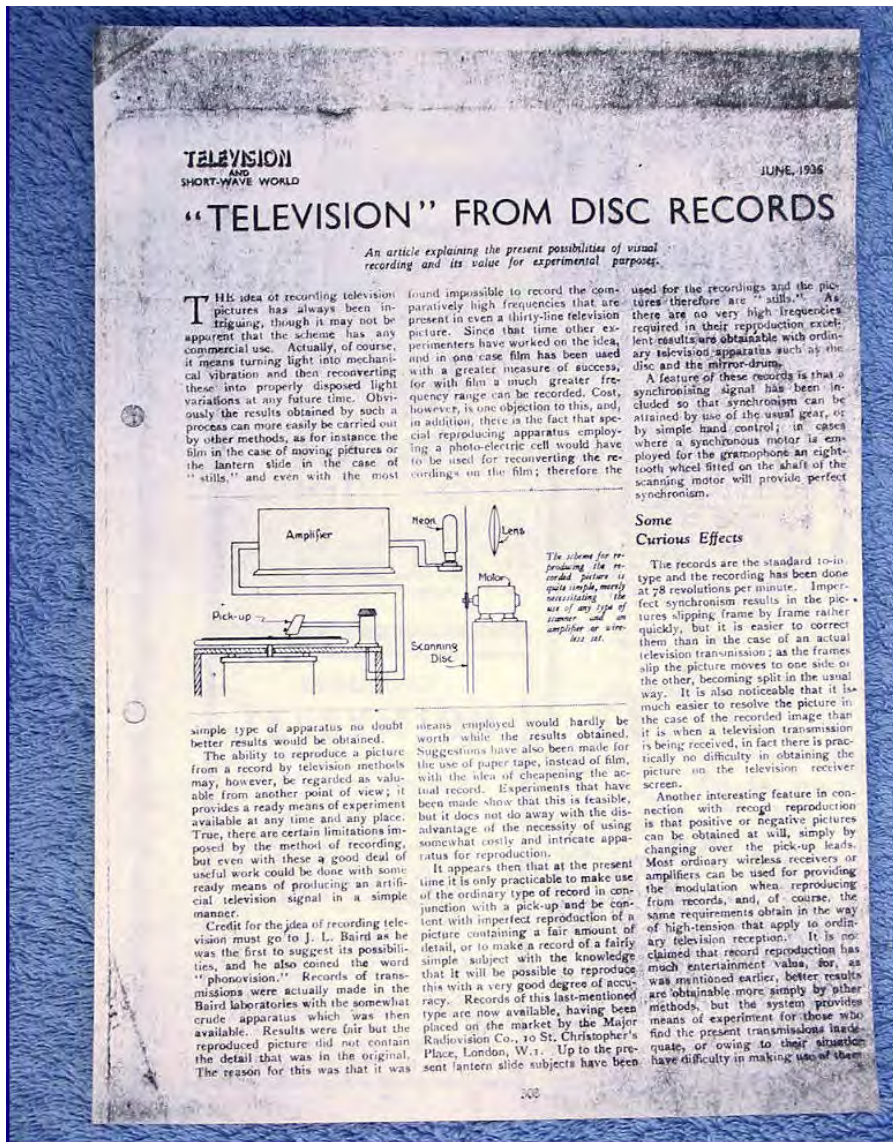 TELEVISION
AND
SHORT-WAVE WORLD
JUNE, 1935
"TELEVISION" FROM DISC RECORDS
An article explaining the present possibilities of visual
recording and its value for experimental purposes.
THE idea of recording television
pictures has always been in-
triguing, though it may not be
apparent that the scheme has any
commercial use. Actually, of course,
it means turning light into mechani-
cal vibration and then reconverting
these into properly disposed light
variations at any future time. Obvi-
ously the results obtained by such a
process can more easily be carried out
by other methods, as for instance the
film in the case of moving pictures or
the lantern slide in the case of
"stills," and even with the most
found impossible to record the com-
paratively high frequencies that are
present in even a thirty-line television
picture. Since that time other ex-
perimenters have worked on the idea,
and in one case film has been used
with a greater measure of success,
for with film a much greater fre-
quency range can be recorded. Cost,
however, is one objection to this, and,
in addition, there is the fact that spe-
cial reproducing apparatus employ-
ing a photo-electric cell would have
to be used for reconverting the re-
cordings on the film; therefore the
used for the recordings and the pic-
tures therefore are "stills." As
there are no very high frequencies
required in their reproduction excel-
lent results are obtainable with ordin-
ary television apparatus such as the
disc and the mirror-drum.
A feature of these records is that a
synchronising signal has been in-
cluded so that synchronism can be
attained by use of the usual gear, or
by simple hand control; in cases
where a synchronous motor is em-
ployed for the gramophone an eight-
tooth wheel fitted on the shaft of the
scanning motor will provide perfect
synchronism.
Amplifier
Neon
Lens
Motor
Pick-up
Scanning
Disc
The scheme for re-
producing the re-
corded picture is
quite simple, merely
necessitating the
use of any type of
scanner and an
amplifier or wire-
less set.
Some
Curious Effects
The records are the standard 10-in.
type and the recording has been done
at 78 revolutions per minute. Imper-
fect synchronism results in the pic-
tures slipping frame by frame rather
quickly, but it is easier to correct
them than in the case of an actual
television transmission; as the frames
slip the picture moves to one side or
the other, becoming split in the usual
way. It is also noticeable that it is
much easier to resolve the picture in
the case of the recorded image than
it is when a television transmission
is being received, in fact there is prac-
tically no difficulty in obtaining the
picture on the television receiver
screen.
Another interesting feature in con-
nection with record reproduction
is that positive or negative pictures
can be obtained at will, simply by
changing over the pick-up leads.
Most ordinary wireless receivers or
amplifiers can be used for providing
the modulation when reproducing
from records, and, of course, the
same requirements obtain in the way
of high-tension that apply to ordin-
ary television reception. It is not
claimed that record reproduction has
much entertainment value, for, as
was mentioned earlier, better results
are obtainable more simply by other
methods, but the system provides
means of experiment for those who
find the present transmissions inade-
quate, or owing to their situation
have difficulty in making use of them
simple type of apparatus no doubt
better results would be obtained.
The ability to reproduce a picture
from a record by television methods
may, however, be regarded as valu-
able from another point of view; it
provides a ready means of experiment
available at any time and any place.
True, there are certain limitations im-
posed by the method of recording,
but even with these a good deal of
useful work could be done with some
ready means of producing an artifi-
cial television signal in a simple
manner.
Credit for the idea of recording tele-
vision must go to J. L. Baird as he
was the first to suggest its possibili-
ties, and he also coined the word
"phonovision." Records of trans-
missions were actually made in the
Baird laboratories with the somewhat
crude apparatus which was then
available. Results were fair but the
reproduced picture did not contain
the detail that was in the original.
The reason for this was that it was
means employed would hardly be
worth while the results obtained.
Suggestions have also been made for
the use of paper tape, instead of film,
with the idea of cheapening the ac-
tual record. Experiments that have
been made show that this is feasible,
but it does not do away with the dis-
advantage of the necessity of using
somewhat costly and intricate appa-
ratus for reproduction.
It appears then that at the present
time it is only practicable to make use
of the ordinary type of record in con-
junction with a pick-up and be con-
tent with imperfect reproduction of a
picture containing a fair amount of
detail, or to make a record of a fairly
simple subject with the knowledge
that it will be possible to reproduce
this with a very good degree of accu-
racy. Records of this last-mentioned
type are now available, having been
placed on the market by the Major
Radiovision Co., 10 St. Christopher's
Place, London, W.1. Up to the pre-
sent lantern slide subjects have been